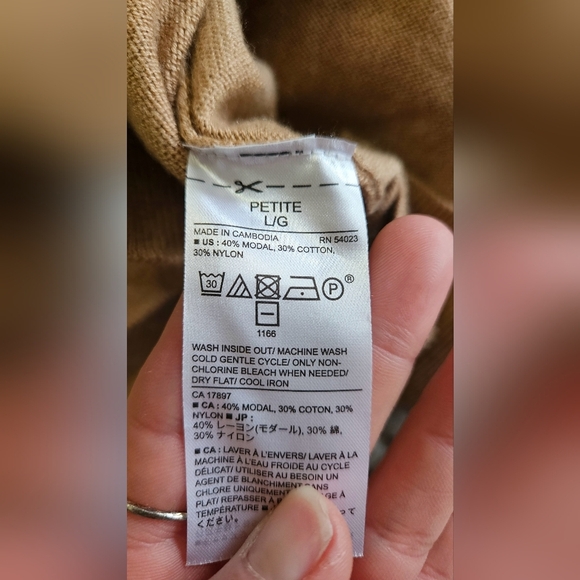 PETITE
L/G
MADE IN CAMBODIA RN 54023
■ US : 40% MODAL, 30% COTTON,
30% NYLON
30 P ®
1166
WASH INSIDE OUT/ MACHINE WASH
COLD GENTLE CYCLE/ ONLY NON-
CHLORINE BLEACH WHEN NEEDED/
DRY FLAT/ COOL IRON
CA 17897
■ CA : 40% MODAL, 30% COTON, 30%
NYLON ■ JP :
40% レーヨン(モダール), 30% 綿,
30% ナイロン
■ CA : LAVER À L'ENVERS/ LAVER À LA
MACHINE À L'EAU FROIDE AU CYCLE
DÉLICAT/ UTILISER AU BESOIN UN
AGENT DE BLANCHIMENT SANS
CHLORE UNIQUEMENT
PLAT/ REPASSER À
TEMPÉRATURE ■ って
ください。